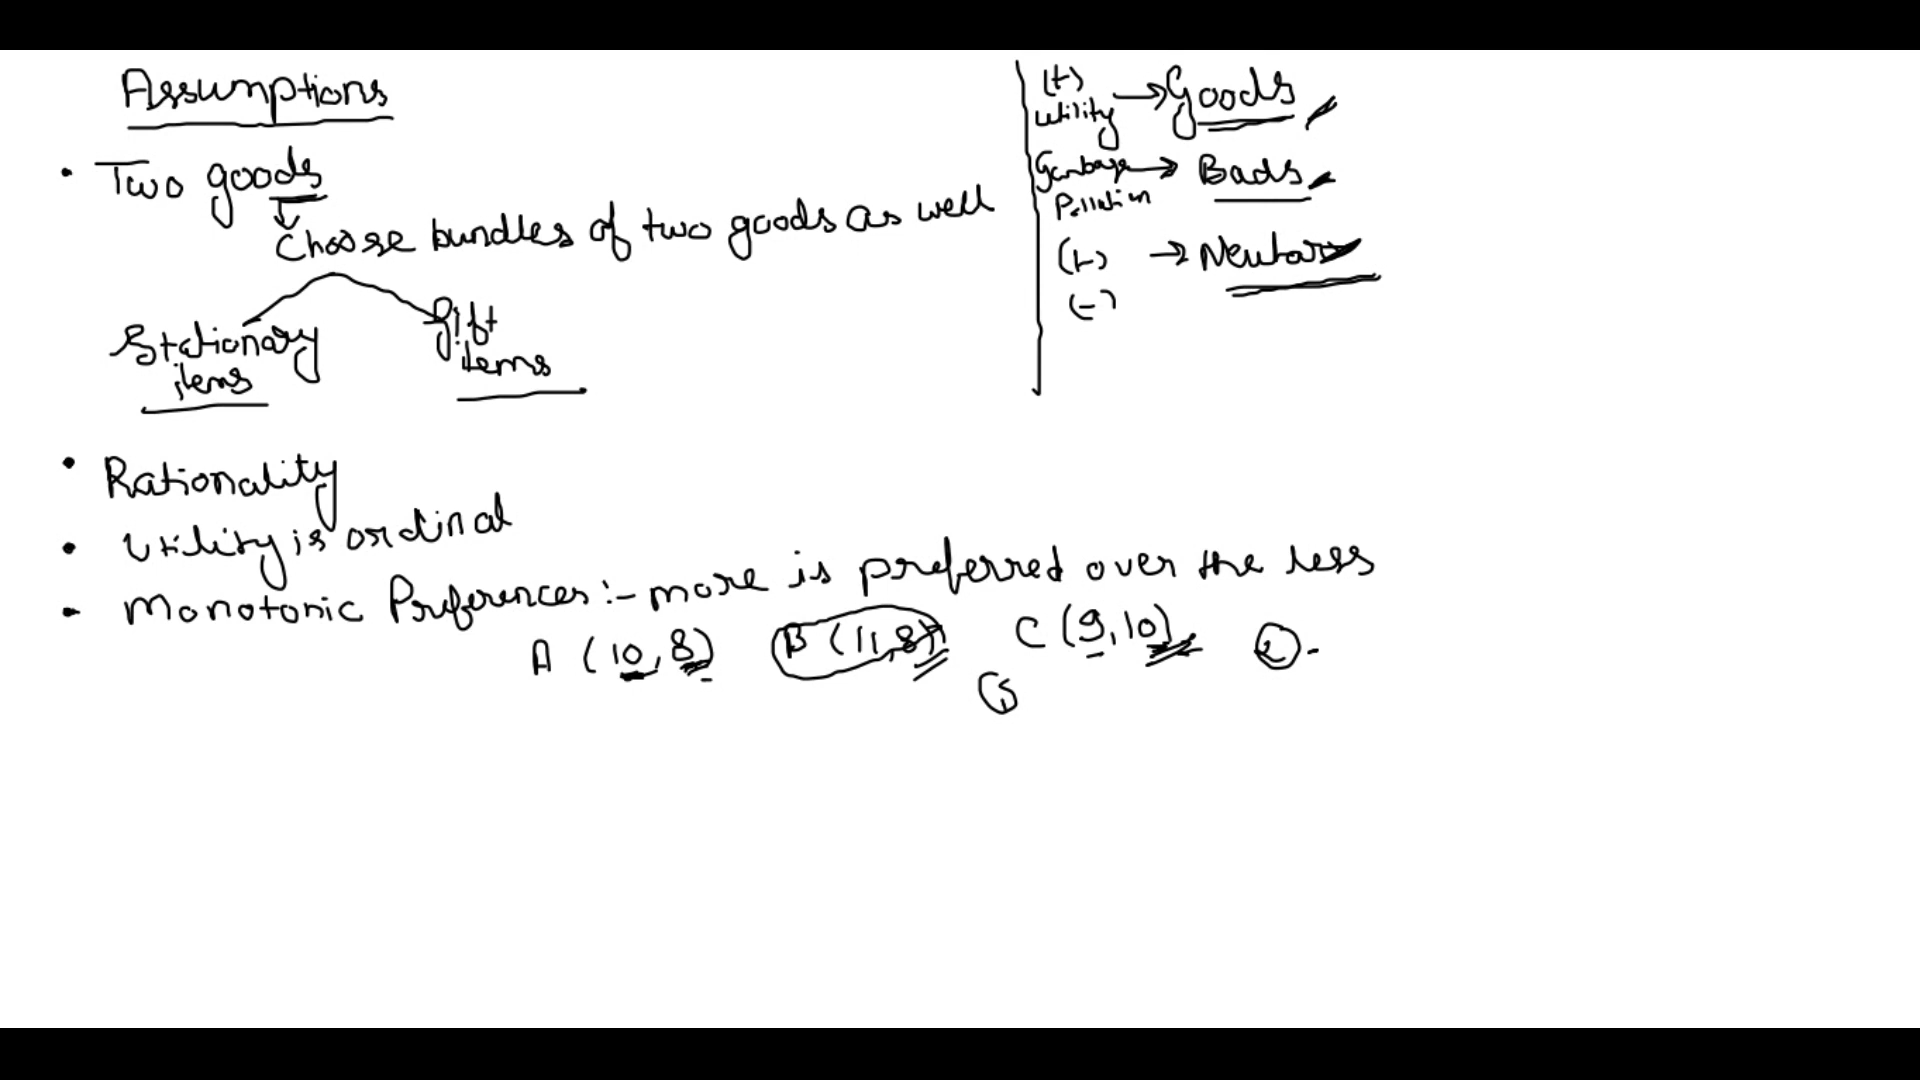 Assumptions
• Two goods
Choose bundles of two goods as well
Stationary
items
Gift
items
(+)
utility → Goods
Garbage → Bads
Pollution
(+) →
(-)
• Rationality
• Utility is ordinal
• Monotonic Preferences :- more is preferred over the less
A (10, 8) B (11, 8) C (9, 10)